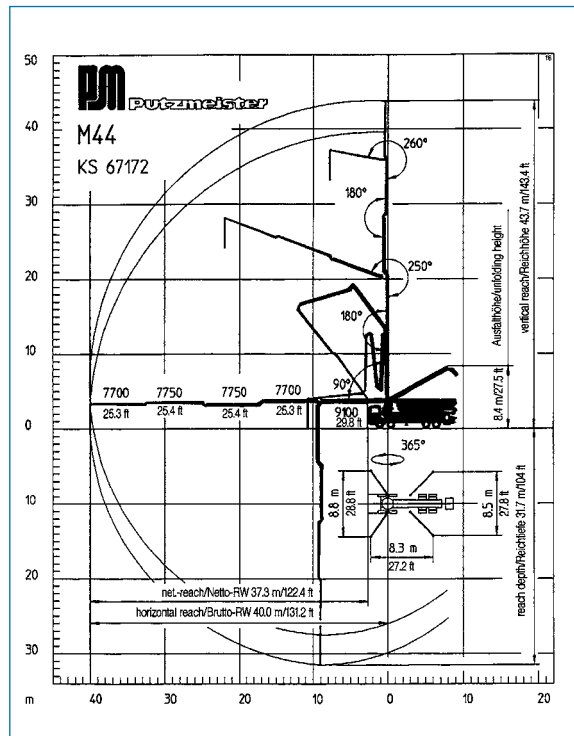 50
16
PM Putzmeister
40
M44
KS 67172
260°
30
180°
20
250°
180°
10
90°
7700
7750
7750
7700
9100
25.3 ft
25.4 ft
25.4 ft
25.3 ft
29.8 ft
0
365°
10
8.8 m
28.8 ft
8.5 m
27.8 ft
8.3 m
27.2 ft
20
net.-reach/Netto-RW 37.3 m/122.4 ft
horizontal reach/Brutto-RW 40.0 m/131.2 ft
30
m
40
30
20
10
0
10
20
Ausfalthöhe/unfolding height
8.4 m/27.5 ft
vertical reach/Reichhöhe 43.7 m/143.4 ft
reach depth/Reichtiefe 31.7 m/104 ft